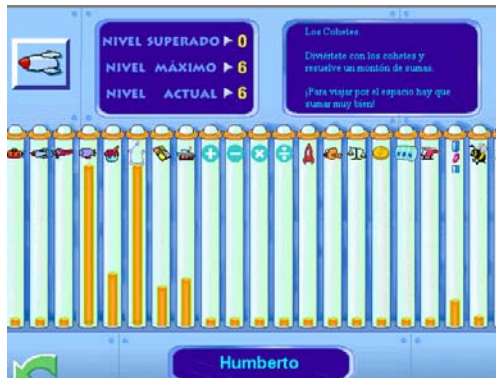 NIVEL SUPERADO ▶ 0
NIVEL MÁXIMO ▶ 6
NIVEL ACTUAL ▶ 6
Los Cohetes.
Diviértete con los cohetes y
resuelve un montón de sumas.
¡Para viajar por el espacio hay que
sumar muy bien!
Humberto